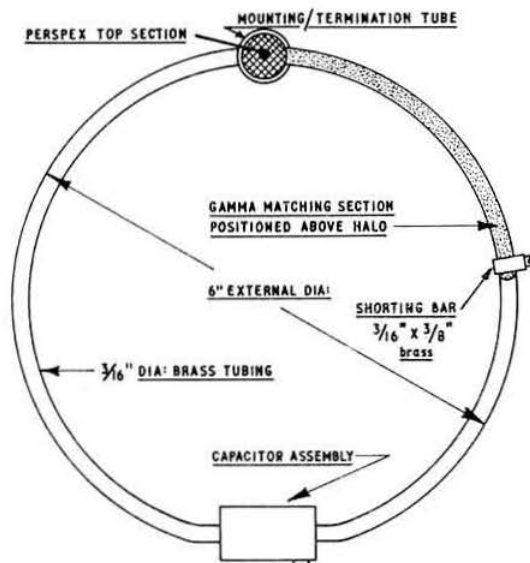 MOUNTING/TERMINATION TUBE
PERSPEX TOP SECTION
GAMMA MATCHING SECTION
POSITIONED ABOVE HALO
6" EXTERNAL DIA:
SHORTING BAR
3/16" X 3/8"
brass
3/16" DIA: BRASS TUBING
CAPACITOR ASSEMBLY